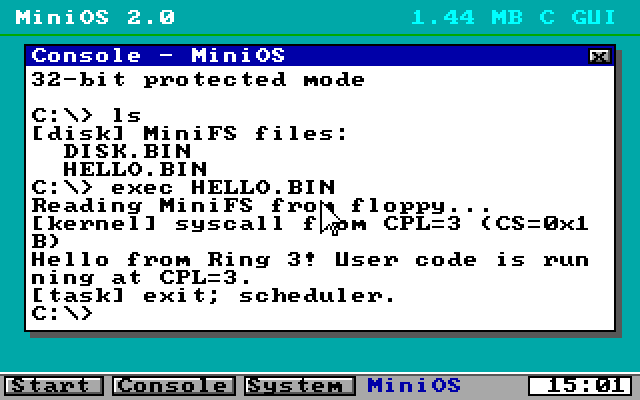 MiniOS 2.0
1.44 MB C GUI
Console - MiniOS
32-bit protected mode
C:\> ls
[disk] MiniFS files:
DISK.BIN
HELLO.BIN
C:\> exec HELLO.BIN
Reading MiniFS from floppy...
[kernel] syscall from CPL=3 (CS=0x1
B)
Hello from Ring 3! User code is run
ning at CPL=3.
[task] exit; scheduler.
C:\>
Start
Console
System
MiniOS
15:01